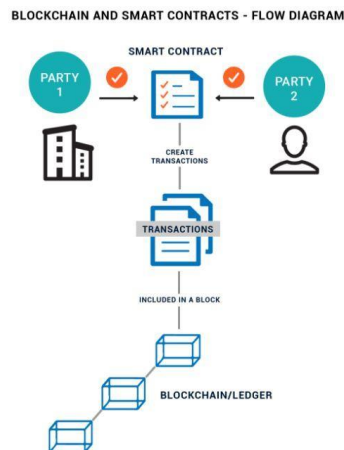 BLOCKCHAIN AND SMART CONTRACTS - FLOW DIAGRAM
SMART CONTRACT
PARTY
1
PARTY
2
CREATE
TRANSACTIONS
TRANSACTIONS
INCLUDED IN A BLOCK
BLOCKCHAIN/LEDGER